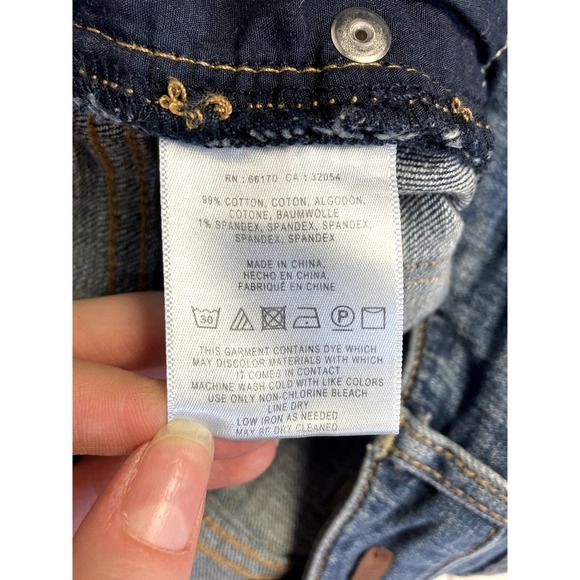 RN : 66170 CA : 32054
99% COTTON, COTON, ALGODON,
COTONE, BAUMWOLLE
1% SPANDEX, SPANDEX, SPANDEX,
SPANDEX, SPANDEX
MADE IN CHINA,
HECHO EN CHINA,
FABRIQUÉ EN CHINE
30 P
THIS GARMENT CONTAINS DYE WHICH
MAY DISCOLOR MATERIALS WITH WHICH
IT COMES IN CONTACT
MACHINE WASH COLD WITH LIKE COLORS
USE ONLY NON-CHLORINE BLEACH
LINE DRY
LOW IRON AS NEEDED
MAY BE DRY CLEANED